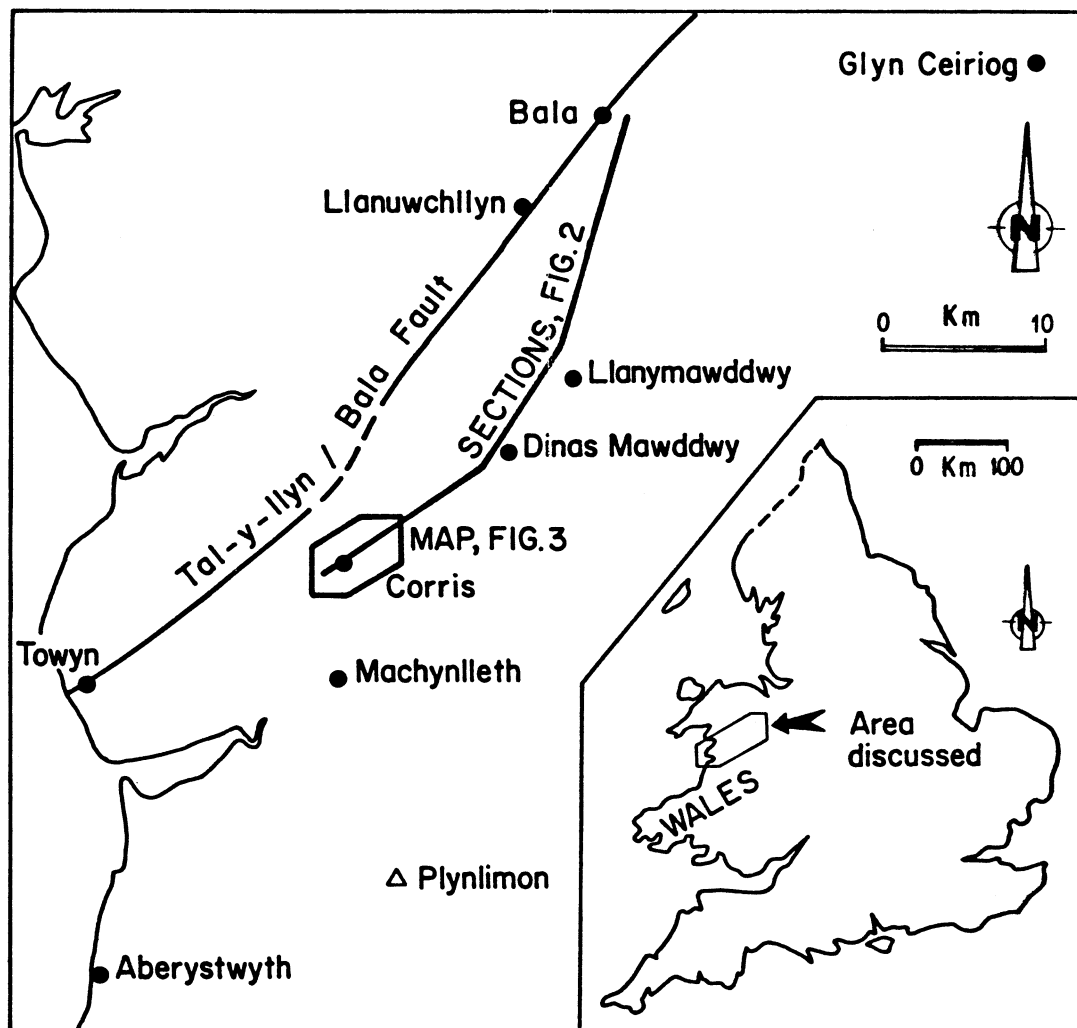 Glyn Ceiriog
Bala
Llanuwchllyn
N
SECTIONS, FIG. 2
0 Km 10
Tal-y-llyn / Bala Fault
Llanymawddwy
Dinas Mawddwy
0 Km 100
MAP, FIG. 3
Corris
N
Towyn
Machynlleth
Area
discussed
WALES
Plynlimon
Aberystwyth